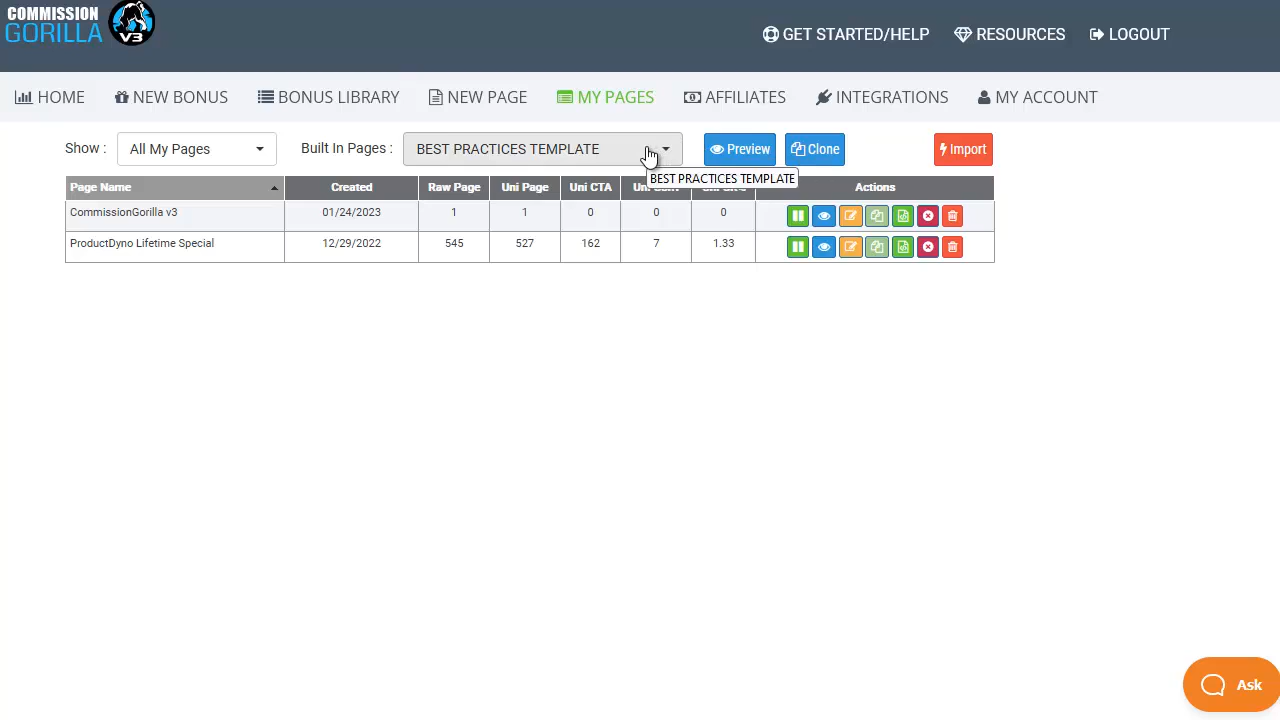 COMMISSION
GORILLA V3
GET STARTED/HELP RESOURCES LOGOUT
HOME NEW BONUS BONUS LIBRARY NEW PAGE MY PAGES AFFILIATES INTEGRATIONS MY ACCOUNT
Show : All My Pages Built In Pages : BEST PRACTICES TEMPLATE Preview Clone Import
BEST PRACTICES TEMPLATE
Page Name Created Raw Page Uni Page Uni CTA Actions
CommissionGorilla v3 01/24/2023 1 1 0 0 0
ProductDyno Lifetime Special 12/29/2022 545 527 162 7 1.33
Ask